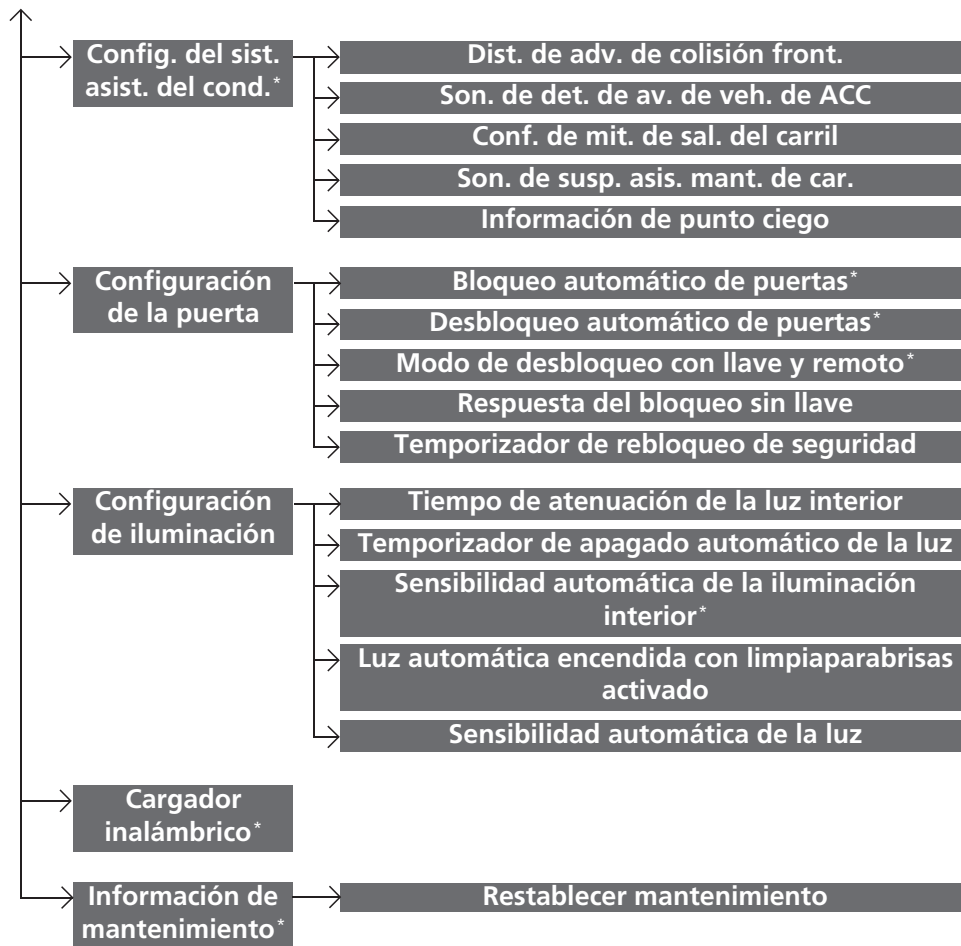 Config. del sist.
asist. del cond.*
Dist. de adv. de colisión front.
Son. de det. de av. de veh. de ACC
Conf. de mit. de sal. del carril
Son. de susp. asis. mant. de car.
Información de punto ciego
Configuración
de la puerta
Bloqueo automático de puertas*
Desbloqueo automático de puertas*
Modo de desbloqueo con llave y remoto*
Respuesta del bloqueo sin llave
Temporizador de rebloqueo de seguridad
Configuración
de iluminación
Tiempo de atenuación de la luz interior
Temporizador de apagado automático de la luz
Sensibilidad automática de la iluminación
interior*
Luz automática encendida con limpiaparabrisas
activado
Sensibilidad automática de la luz
Cargador
inalámbrico*
Información de
mantenimiento*
Restablecer mantenimiento